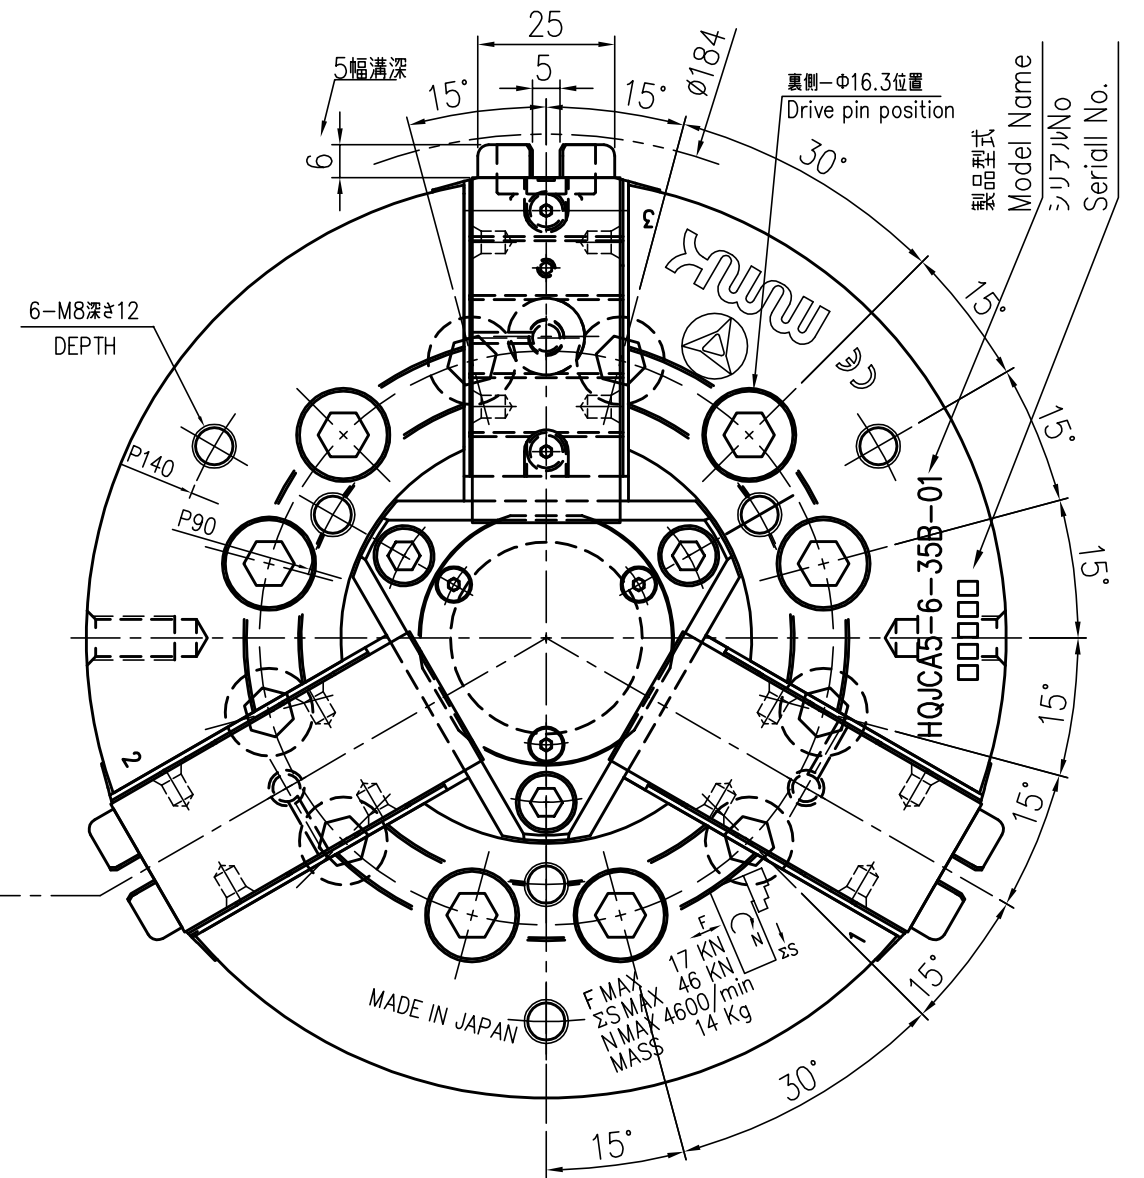 25
5幅溝深
5
15°
15°
Ø184
6
裏側-Φ16.3位置
Drive pin position
製品型式
Model Name
シリアルNo
Seriall No.
30°
15°
15°
15°
15°
15°
15°
30°
15°
3
6-M8深さ12
DEPTH
P140
P90
HQJCA5-6-35B-01
CE
2
1
MADE IN JAPAN
F
N
ΣS
F MAX 17 KN
ΣS MAX 46 KN
N MAX 4600/min
MASS 14 Kg